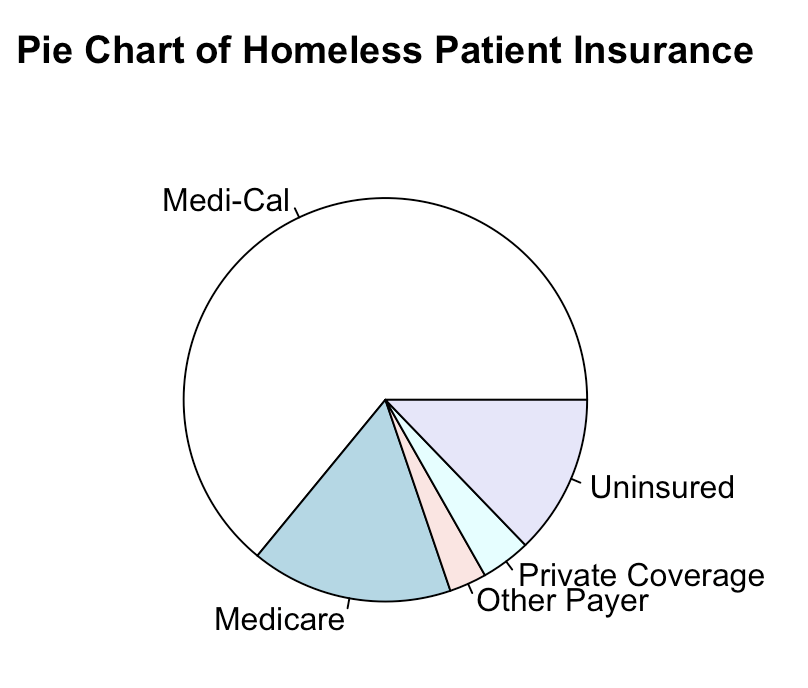 Pie Chart of Homeless Patient Insurance
Medi-Cal
Uninsured
Private Coverage
Other Payer
Medicare